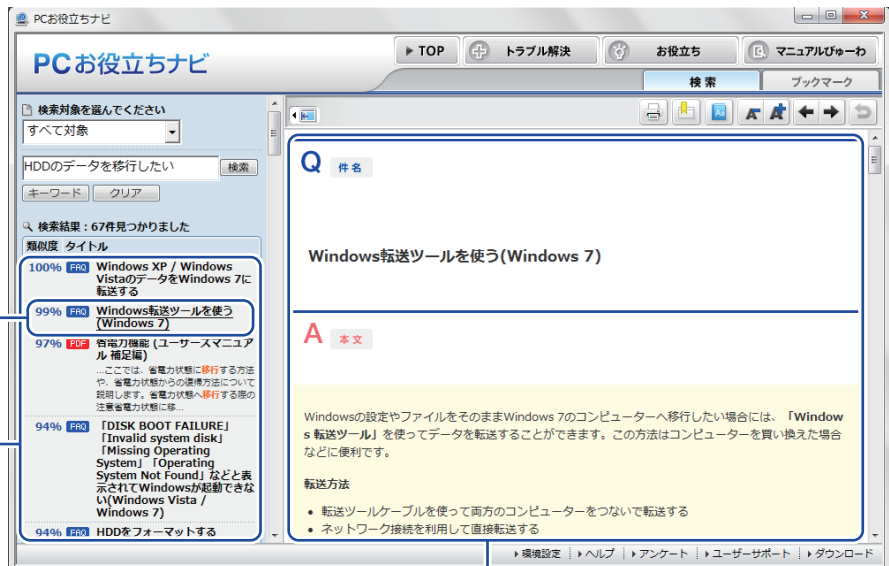 PCお役立ちナビ
PCお役立ちナビ
TOP
トラブル解決
お役立ち
マニュアルびゅーわ
検索
ブックマーク
検索対象を選んでください
すべて対象
HDDのデータを移行したい
検索
キーワード
クリア
検索結果：67件見つかりました
類似度 タイトル
100% FAQ Windows XP / Windows
VistaのデータをWindows 7に
転送する
99% FAQ Windows転送ツールを使う
(Windows 7)
97% PDF 省電力機能 (ユーザーズマニュア
ル 補足編)
...ここでは、省電力状態に移行する方法
や、省電力状態からの復帰方法について
説明します。省電力状態へ移行する際の
注意省電力状態に移...
94% FAQ 「DISK BOOT FAILURE」
「Invalid system disk」
「Missing Operating
System」「Operating
System Not Found」などと表
示されてWindowsが起動できな
い(Windows Vista /
Windows 7)
94% FAQ HDDをフォーマットする
Q 件名
Windows転送ツールを使う(Windows 7)
A 本文
Windowsの設定やファイルをそのままWindows 7のコンピューターへ移行したい場合には、「Window
s 転送ツール」を使ってデータを転送することができます。この方法はコンピューターを買い換えた場合
などに便利です。
転送方法
• 転送ツールケーブルを使って両方のコンピューターをつないで転送する
• ネットワーク接続を利用して直接転送する
環境設定 ヘルプ アンケート ユーザーサポート ダウンロード